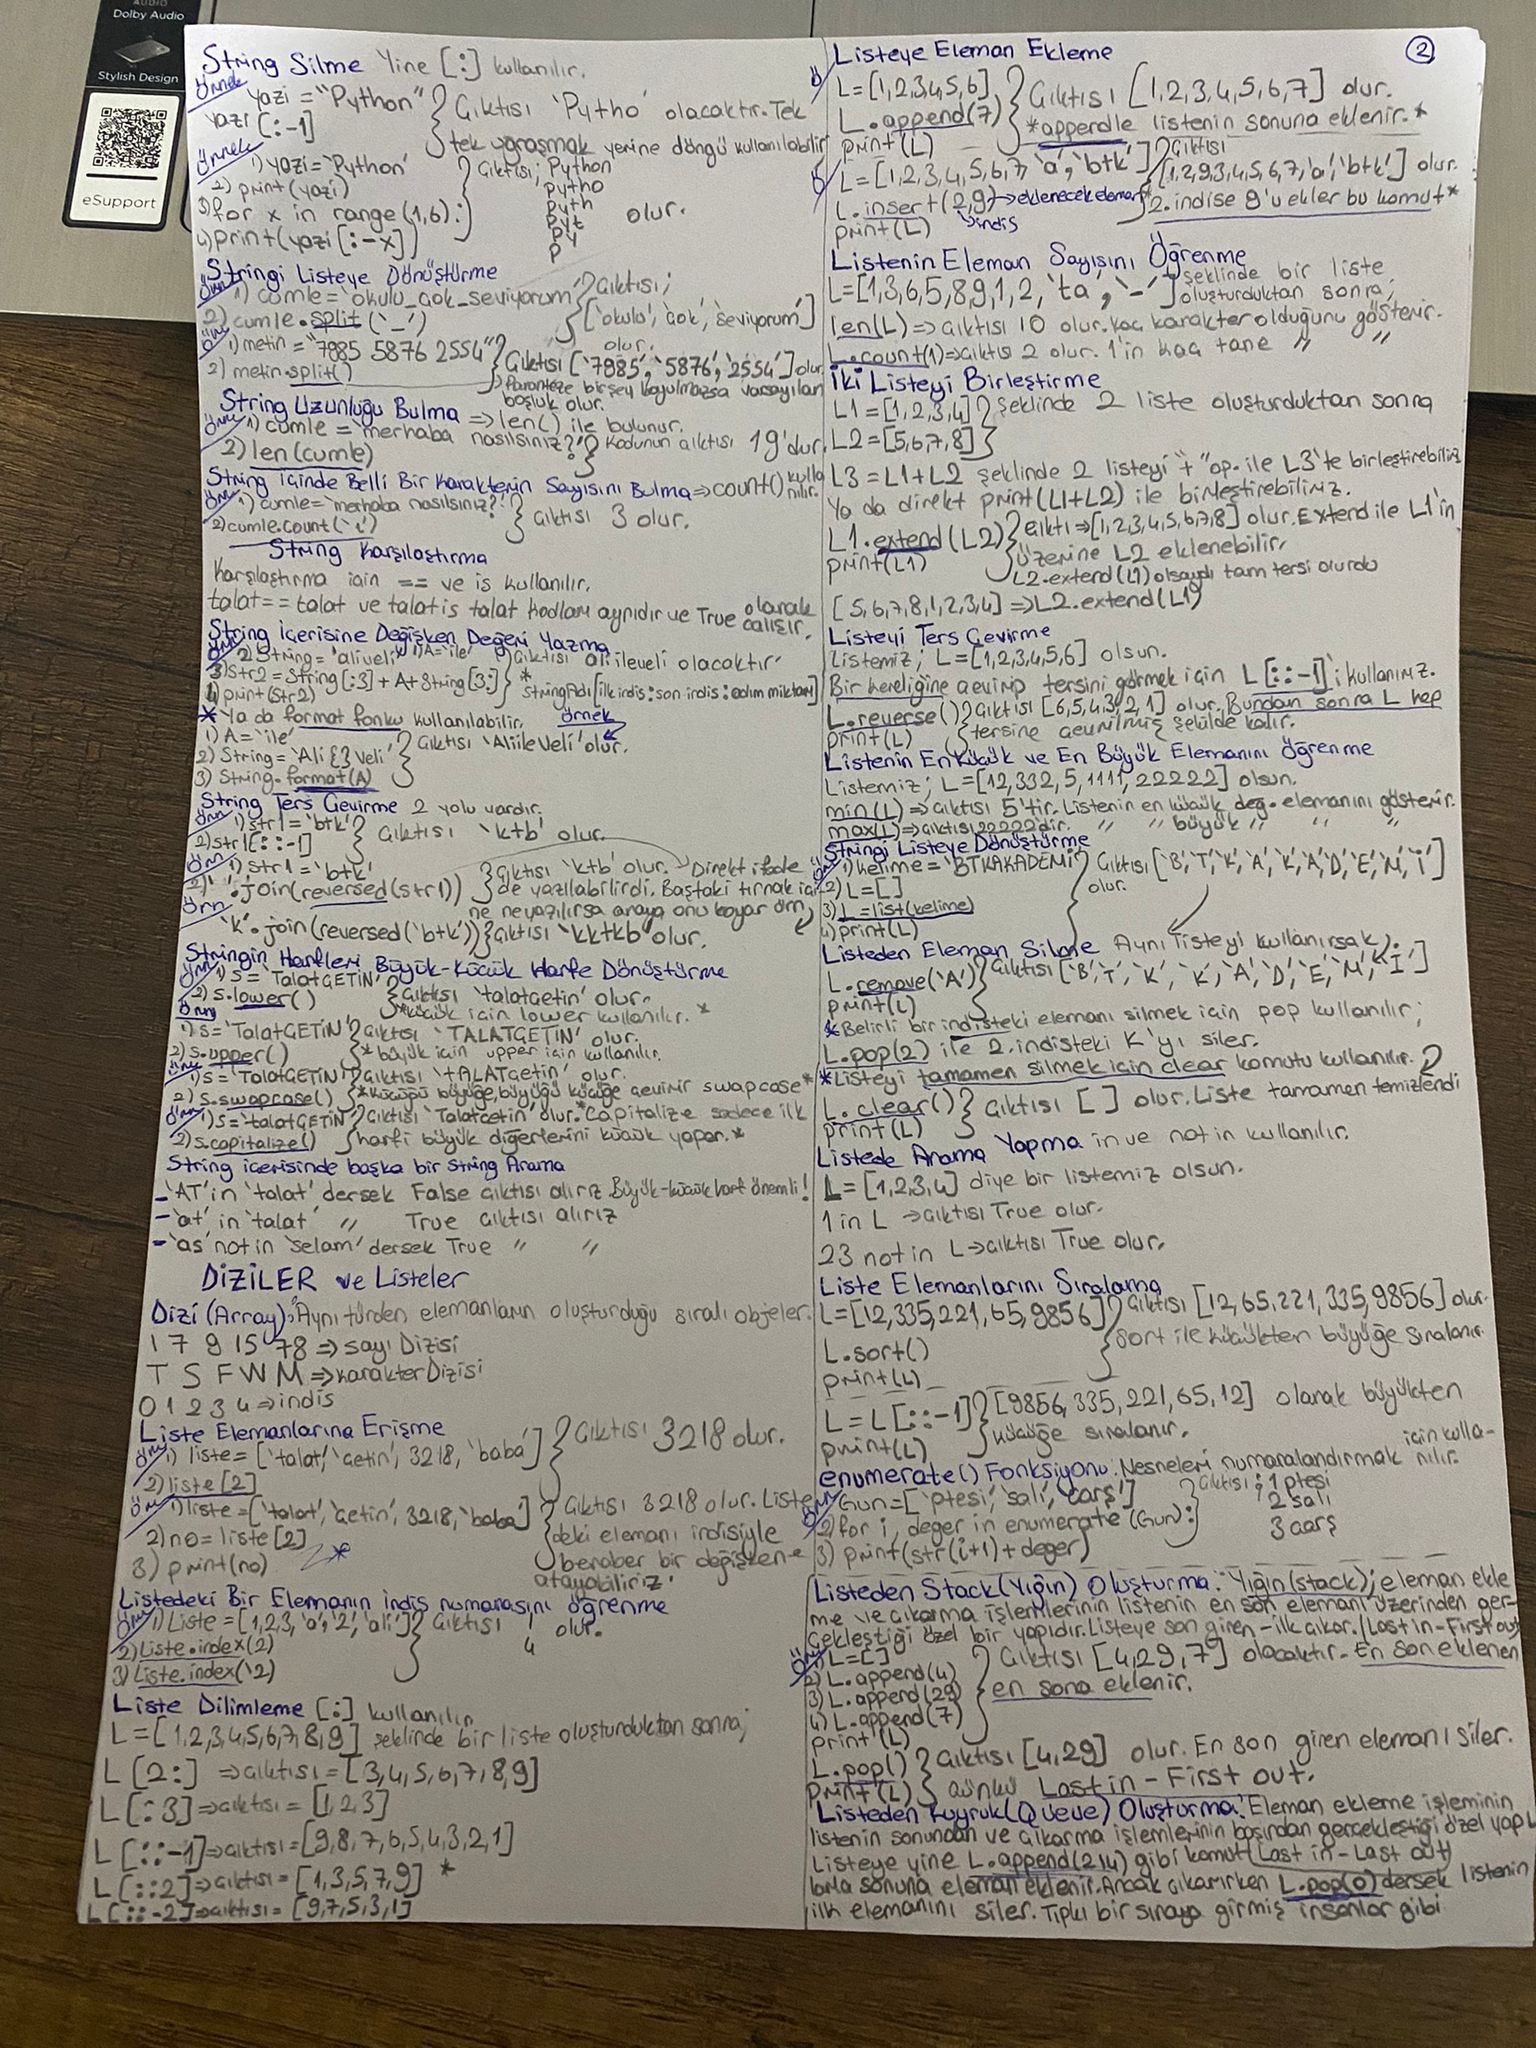 AUDIO
Dolby Audio
Stylish Design
eSupport
String Silme Yine [:] kullanılır.
Örnek
yazi = "Python"
yazi [:-1]
Çıktısı 'Pytho' olacaktır. Tek
tek uğraşmak yerine döngü kullanılabilir
Örnek
1) yazi = 'Python'
2) print(yazi)
3) for x in range (1,6):
4) print(yazi[:-x])
Çıktısı; Python
Pytho
Pyth
Pyt
Py
P
olur.
Stringi Listeye Dönüştürme
Örn
1) cumle = 'okulu_çok_seviyorum'
2) cumle.split('_')
Çıktısı;
['okulu', 'çok', 'seviyorum']
olur.
Örn
1) metin = "7985 5876 2554"
2) metin.split()
Çıktısı ['7985', '5876', '2554'] olur
Paranteze birşey koyulmazsa varsayılan
boşluk olur.
String Uzunluğu Bulma => len() ile bulunur.
Örn
1) cumle = 'merhaba nasılsınız?'
2) len(cumle)
Kodunun çıktısı 19'dur.
String içinde Belli Bir Karakterin Sayısını Bulma => count() kulla
nılır.
Örn
1) cumle = 'merhaba nasılsınız?'
2) cumle.count('ı')
Çıktısı 3 olur.
String Karşılaştırma
Karşılaştırma için == ve is kullanılır.
talat == talat ve talat is talat kodları aynıdır ve True olarak
çalışır.
String içerisine Değişken Değeri Yazma
Örn
2) String = 'aliveli' 1) A = 'ile'
3) Str2 = String[:3] + A + String[3:]
4) print(Str2)
Çıktısı aliileveli olacaktır
* StringAdı[ilk indis:son indis:adım miktarı]
* Ya da format fonku kullanılabilir. örnek
1) A = 'ile'
2) String = 'Ali {} Veli'
3) String.format(A)
Çıktısı 'AliileVeli' olur.
String Ters Çevirme 2 yolu vardır.
Örn
1) str1 = 'btk'
2) str1[::-1]
Çıktısı 'ktb' olur.
Örn
1) str1 = 'btk'
2) ''.join(reversed(str1))
Çıktısı 'ktb' olur. Direkt ifade
de yazılabilirdi. Baştaki tırnak içi-
ne ne yazılırsa araya onu koyar örn
Örn
'k'.join(reversed('btk'))
Çıktısı 'kktkb' olur.
Stringin Harfleri Büyük-Küçük Harfe Dönüştürme
Örn
1) s = 'TalatÇETİN'
2) s.lower()
Çıktısı 'talatçetin' olur.
* küçük için lower kullanılır. *
Örn
1) s = 'TalatÇETİN'
2) s.upper()
Çıktısı 'TALATÇETİN' olur.
* büyük için upper için kullanılır.
Örn
1) s = 'TalatÇETİN'
2) s.swapcase()
Çıktısı 'tALATçetin' olur.
* küçüğü büyüğe, büyüğü küçüğe çevirir swapcase *
Örn
1) s = 'talatÇETİN'
2) s.capitalize()
Çıktısı 'Talatçetin' olur. * Capitalize sadece ilk
harfi büyük diğerlerini küçük yapar. *
String içerisinde başka bir String Arama
- 'AT' in 'talat' dersek False çıktısı alırız. Büyük-küçük harf önemli!
- 'at' in 'talat' " True çıktısı alırız
- 'as' not in 'selam' dersek True " "
DİZİLER ve Listeler
Dizi (Array): Aynı türden elemanların oluşturduğu sıralı objeler.
1 7 9 15 78 => sayı Dizisi
T S F W M => karakter Dizisi
0 1 2 3 4 => indis
Liste Elemanlarına Erişme
Örn
1) liste = ['talat', 'çetin', 3218, 'baba']
2) liste[2]
Çıktısı 3218 olur.
Örn
1) liste = ['talat', 'çetin', 3218, 'baba']
2) no = liste[2]
3) print(no)
Çıktısı 3218 olur. Liste
deki elemanı indisiyle
beraber bir değişken-e
atayabiliriz.
Listedeki Bir Elemanın indis numarasını öğrenme
Örn
1) Liste = [1,2,3,'a','2','ali']
2) Liste.index(2)
3) Liste.index('2)
Çıktısı 1
4 olur.
Liste Dilimleme [:] kullanılır
L = [1,2,3,4,5,6,7,8,9] şeklinde bir liste oluşturduktan sonra;
L [2:] => çıktısı = [3,4,5,6,7,8,9]
L [:3] => çıktısı = [1,2,3]
L [::-1] => çıktısı = [9,8,7,6,5,4,3,2,1]
L [::2] => çıktısı = [1,3,5,7,9] *
L [::-2] => çıktısı = [9,7,5,3,1]
2
Listeye Eleman Ekleme
Ö
L = [1,2,3,4,5,6]
L.append(7)
print(L)
Çıktısı [1,2,3,4,5,6,7] olur.
* appendle listenin sonuna eklenir. *
Ö
L = [1,2,3,4,5,6,7,'a','btk']
L.insert(2,9) → eklenecek eleman
indis
print(L)
Çıktısı
[1,2,9,3,4,5,6,7,'a','btk'] olur.
2. indise 9'u ekler bu komut *
Listenin Eleman Sayısını Öğrenme
L = [1,3,6,5,8,9,1,2,'ta','-'] şeklinde bir liste
oluşturduktan sonra;
len(L) => çıktısı 10 olur. kaç karakter olduğunu gösterir.
L.count(1) => çıktısı 2 olur. 1'in kaç tane " "
İki Listeyi Birleştirme
L1 = [1,2,3,4]
L2 = [5,6,7,8]
şeklinde 2 liste oluşturduktan sonra
L3 = L1+L2 şeklinde 2 listeyi "+" op. ile L3'te birleştirebiliriz
Ya da direkt print(L1+L2) ile birleştirebiliriz.
L1.extend(L2)
print(L1)
Çıktı => [1,2,3,4,5,6,7,8] olur. Extend ile L1'in
üzerine L2 eklenebilir,
L2.extend(L1) olsaydı tam tersi olurdu
[5,6,7,8,1,2,3,4] => L2.extend(L1)
Listeyi Ters Çevirme
Listemiz; L = [1,2,3,4,5,6] olsun.
Bir kereliğine çevirip tersini görmek için L[::-1]'i kullanırız.
L.reverse()
print(L)
Çıktısı [6,5,4,3,2,1] olur. Bundan sonra L hep
tersine çevrilmiş şekilde kalır.
Listenin En Küçük ve En Büyük Elemanını Öğrenme
Listemiz; L = [12,332,5,1111,22222] olsun.
min(L) => çıktısı 5'tir. Listenin en küçük değ. elemanını gösterir.
max(L) => çıktısı 22222'dir. " " büyük " " "
Stringi Listeye Dönüştürme
Örn
1) kelime = 'BTKAKADEMİ'
2) L = []
3) L = list(kelime)
4) print(L)
Çıktısı ['B','T','K','A','K','A','D','E','M','İ']
olur.
Listeden Eleman Silme Aynı listeyi kullanırsak;
L.remove('A')
print(L)
Çıktısı ['B','T','K','K','A','D','E','M','İ']
* Belirli bir indisteki elemanı silmek için pop kullanılır;
L.pop(2) ile 2. indisteki K'yı siler.
* Listeyi tamamen silmek için clear komutu kullanılır.
L.clear()
print(L)
Çıktısı [ ] olur. Liste tamamen temizlendi
Listede Arama Yapma in ve not in kullanılır.
L = [1,2,3,4] diye bir listemiz olsun.
1 in L → çıktısı True olur.
23 not in L → çıktısı True olur.
Liste Elemanlarını Sıralama
L = [12,335,221,65,9856]
L.sort()
print(L)
Çıktısı [12,65,221,335,9856] olur.
sort ile küçükten büyüğe sıralanır.
L = L[::-1]
print(L)
[9856,335,221,65,12] olarak büyükten
küçüğe sıralanır.
enumerate() Fonksiyonu: Nesneleri numaralandırmak için kulla-
nılır.
Örn
Gun = ['ptesi','salı','çarş']
2) for i, deger in enumerate (Gun):
3) print(str(i+1)+deger)
Çıktısı; 1 ptesi
2 salı
3 çarş
Listeden Stack (Yığın) Oluşturma: Yığın (stack); eleman ekle
me ve çıkarma işlemlerinin listenin en son elemanı üzerinden ger-
çekleştiği özel bir yapıdır. Listeye son giren - ilk çıkar. / Last in-First out
Örn
1) L = []
2) L.append(4)
3) L.append(29)
4) L.append(7)
print(L)
Çıktısı [4,29,7] olacaktır. En son eklenen
en sona eklenir.
L.pop()
print(L)
Çıktısı [4,29] olur. En son giren elemanı siler.
çünkü Last in - First out.
Listeden Kuyruk (Queue) Oluşturma: Eleman ekleme işleminin
listenin sonundan ve çıkarma işlemlerinin başından gerçekleştiği özel yapı
Listeye yine L.append(214) gibi komut (Last in - Last out)
larla sonuna eleman eklenir. Ancak çıkarırken L.pop(0) dersek listenin
ilk elemanını siler. Tıpkı bir sıraya girmiş insanlar gibi